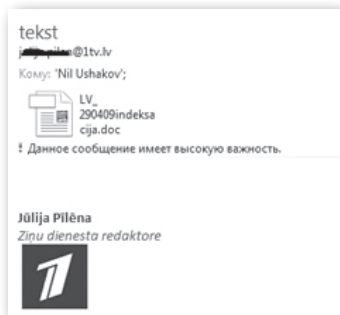 tekst
@1tv.lv
Кому: 'Nil Ushakov';
LV_
290409indeksa
cija.doc
! Данное сообщение имеет высокую важность.
Jūlija Pīlēna
Ziņu dienesta redaktore